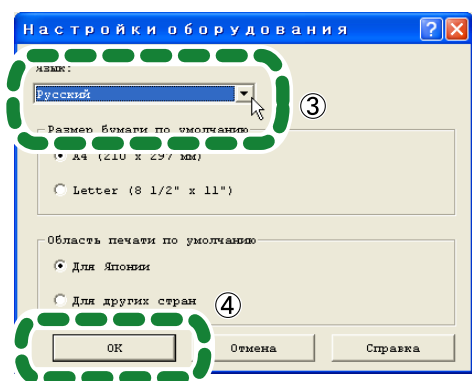 Настройки оборудования
Язык:
Русский
③
Размер бумаги по умолчанию
A4 (210 x 297 мм)
Letter (8 1/2" x 11")
Область печати по умолчанию
Для Японии
Для других стран
④
OK Отмена Справка